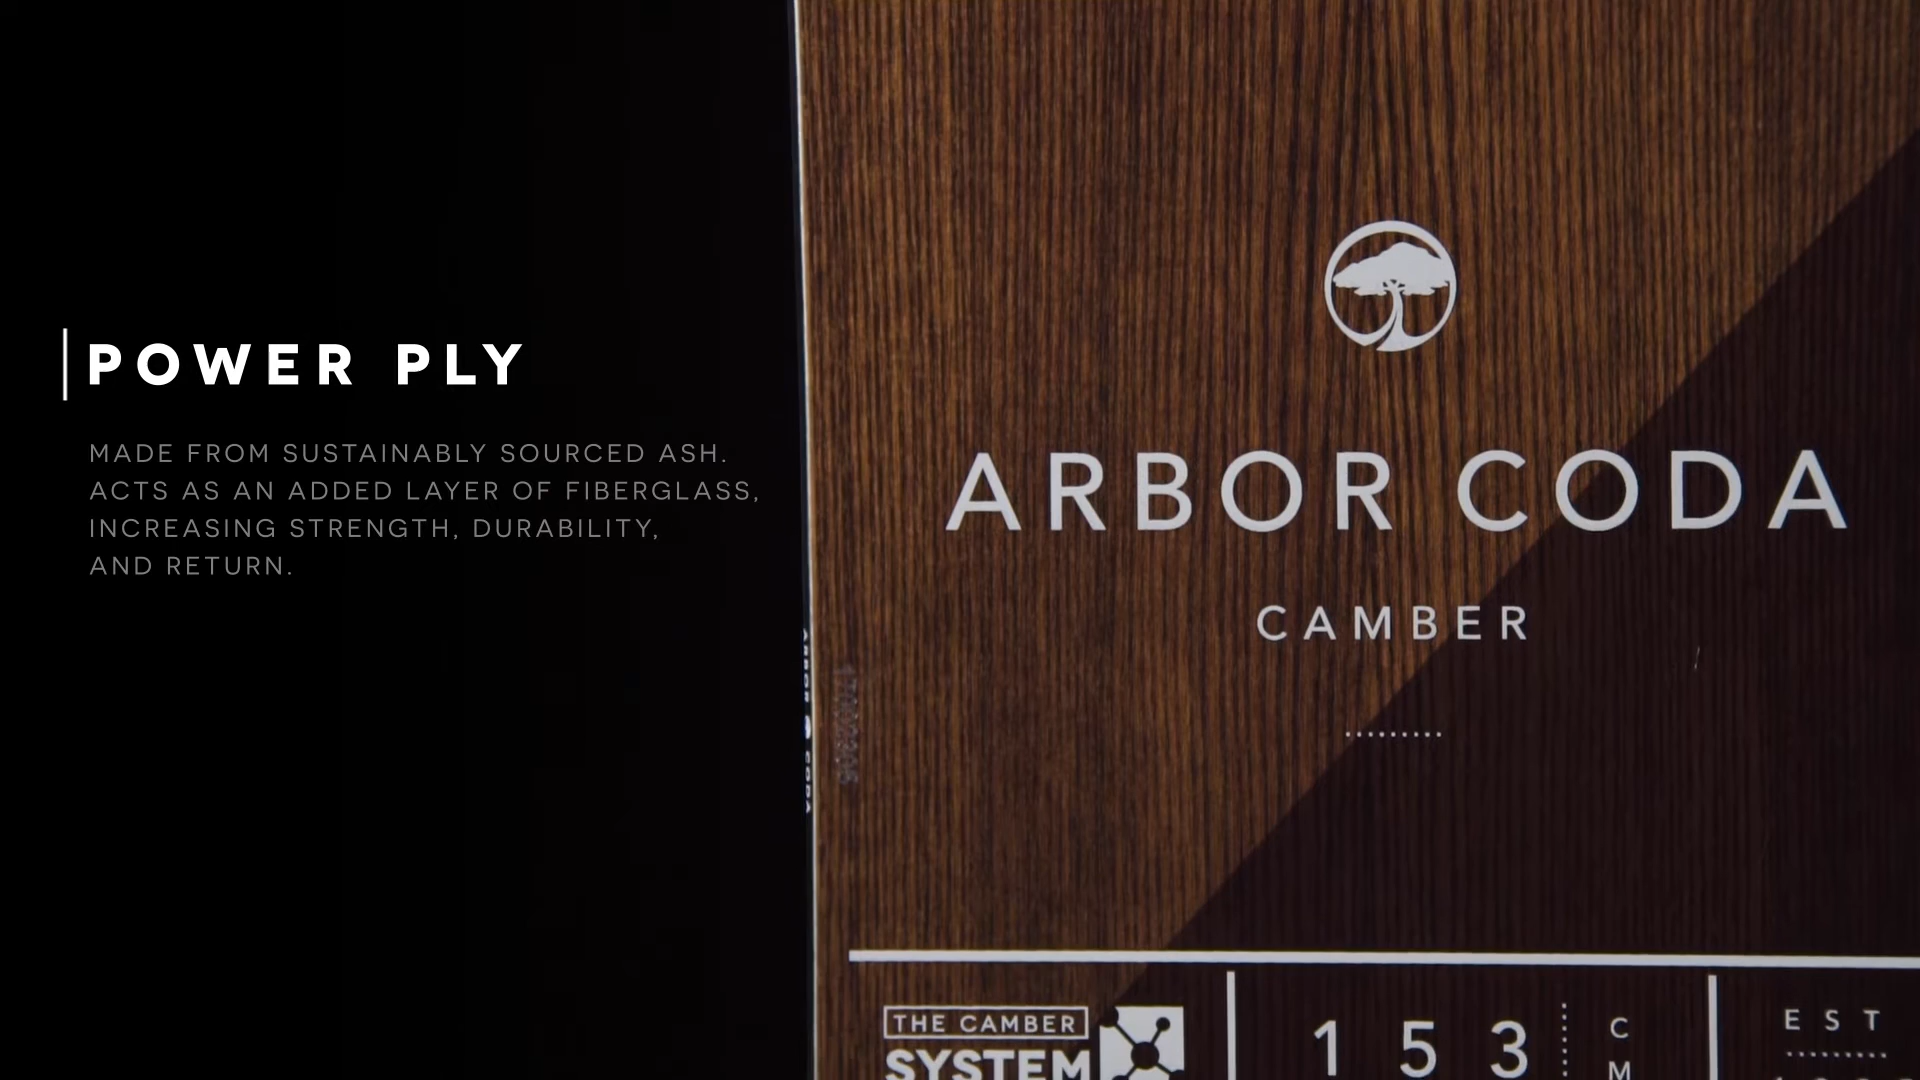 POWER PLY
MADE FROM SUSTAINABLY SOURCED ASH.
ACTS AS AN ADDED LAYER OF FIBERGLASS,
INCREASING STRENGTH, DURABILITY,
AND RETURN.
ARBOR CODA
CAMBER
THE CAMBER
SYSTEM
153
CM
EST